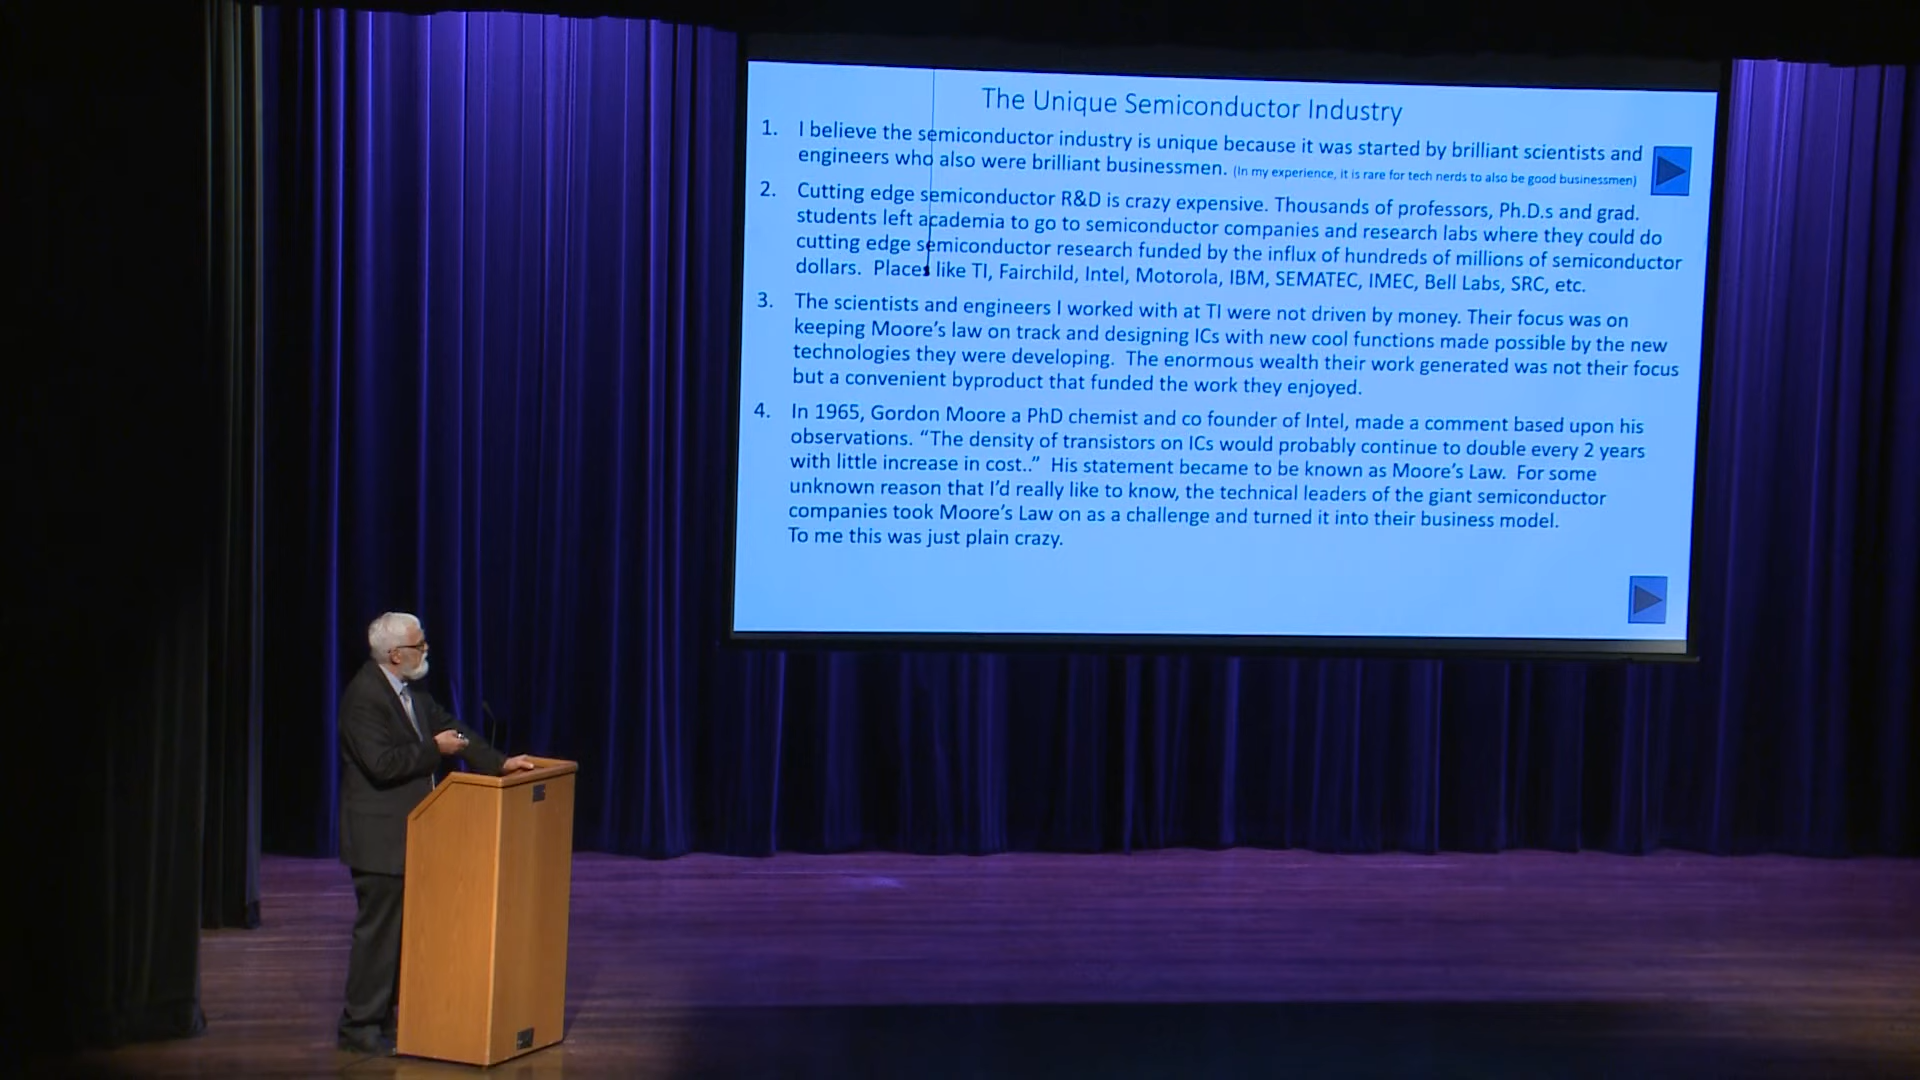 The Unique Semiconductor Industry
1. I believe the semiconductor industry is unique because it was started by brilliant scientists and
engineers who also were brilliant businessmen. (In my experience, it is rare for tech nerds to also be good businessmen)
2. Cutting edge semiconductor R&D is crazy expensive. Thousands of professors, Ph.D.s and grad.
students left academia to go to semiconductor companies and research labs where they could do
cutting edge semiconductor research funded by the influx of hundreds of millions of semiconductor
dollars. Places like TI, Fairchild, Intel, Motorola, IBM, SEMATEC, IMEC, Bell Labs, SRC, etc.
3. The scientists and engineers I worked with at TI were not driven by money. Their focus was on
keeping Moore’s law on track and designing ICs with new cool functions made possible by the new
technologies they were developing. The enormous wealth their work generated was not their focus
but a convenient byproduct that funded the work they enjoyed.
4. In 1965, Gordon Moore a PhD chemist and co founder of Intel, made a comment based upon his
observations. “The density of transistors on ICs would probably continue to double every 2 years
with little increase in cost..” His statement became to be known as Moore’s Law. For some
unknown reason that I’d really like to know, the technical leaders of the giant semiconductor
companies took Moore’s Law on as a challenge and turned it into their business model.
To me this was just plain crazy.